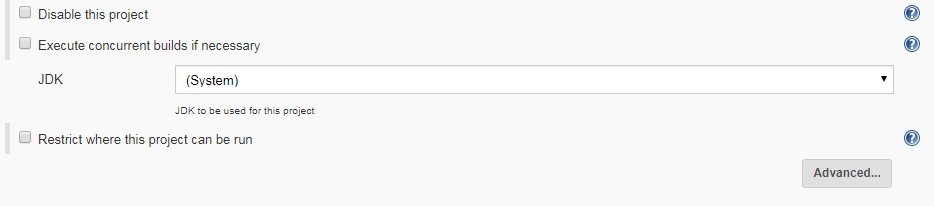 Disable this project
Execute concurrent builds if necessary
JDK
(System)
JDK to be used for this project
Restrict where this project can be run
Advanced...